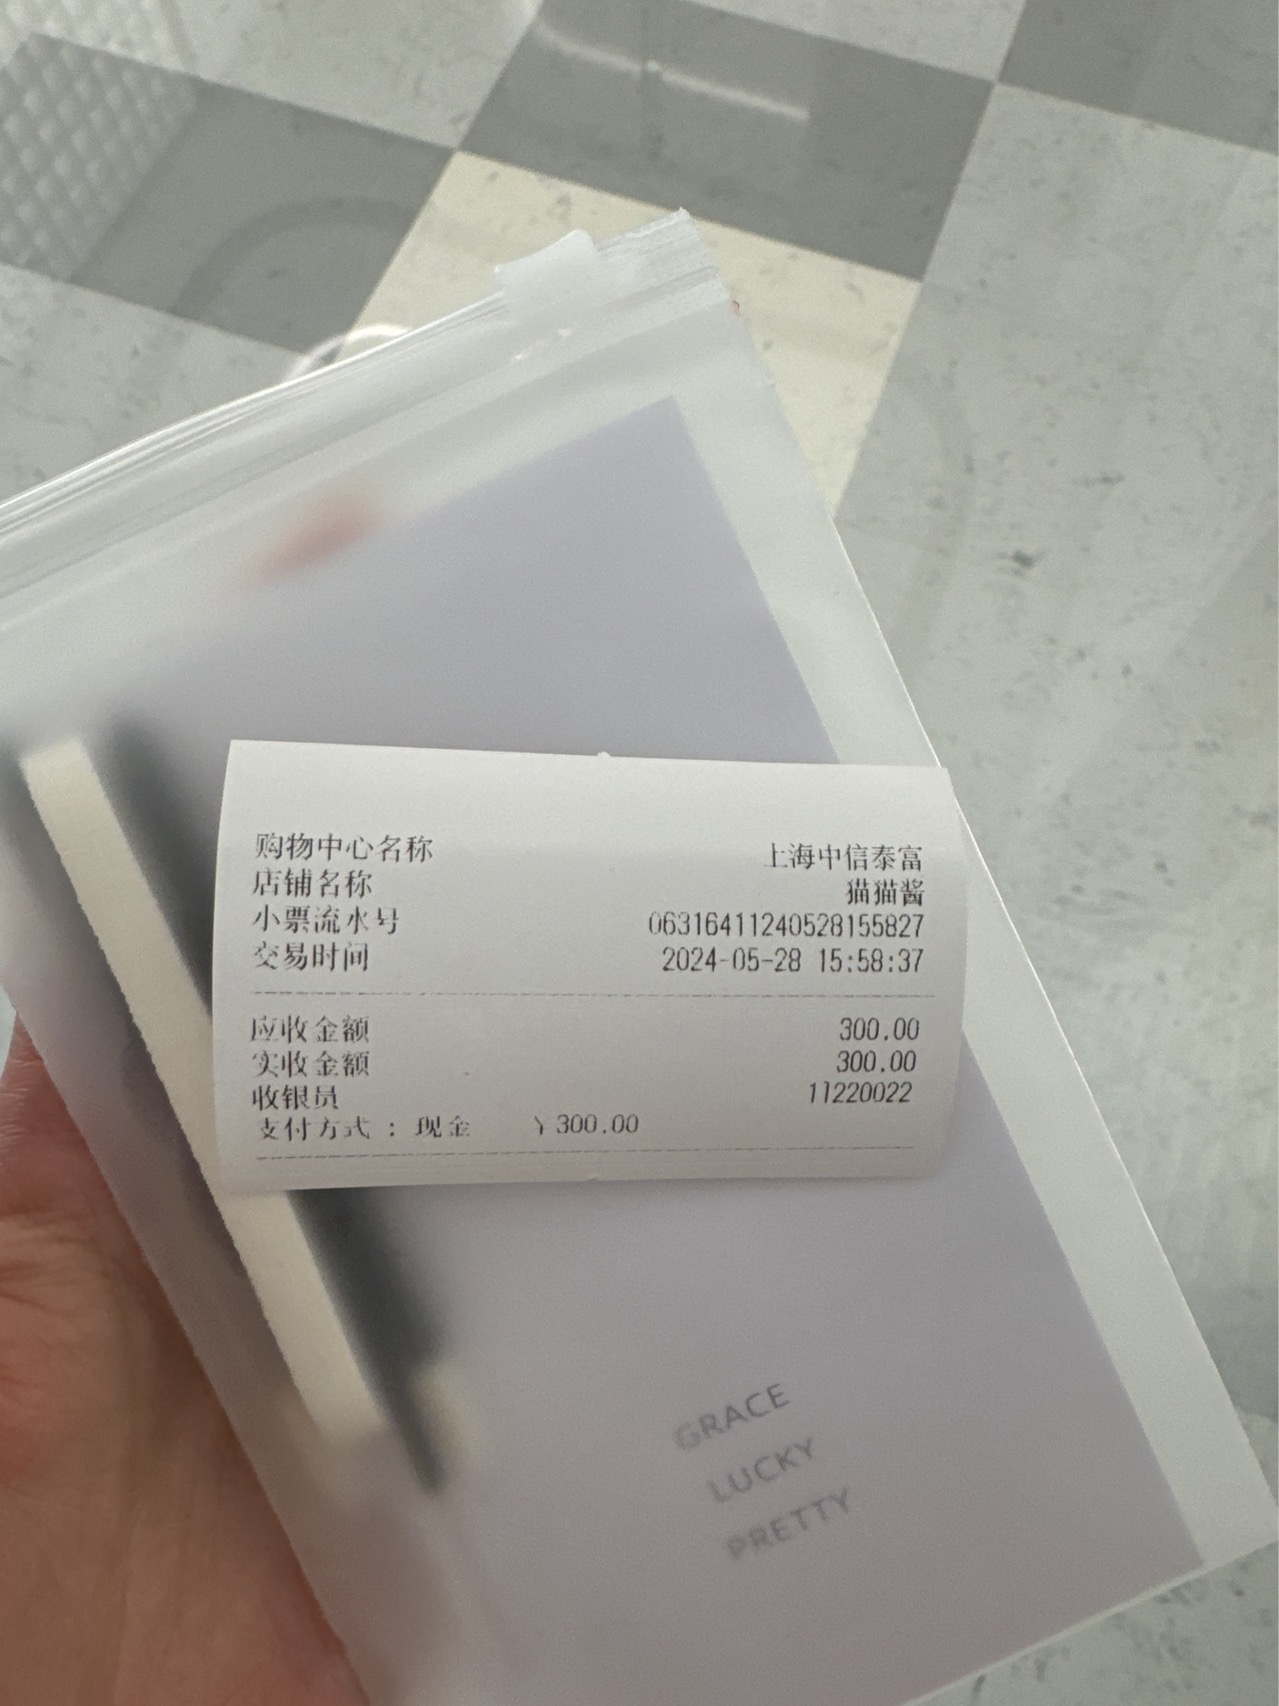 购物中心名称 上海中信泰富
店铺名称 猫猫酱
小票流水号 06316411240528155827
交易时间 2024-05-28 15:58:37
应收金额 300.00
实收金额 300.00
收银员 11220022
支付方式 : 现金 ¥300.00
GRACE
LUCKY
PRETTY